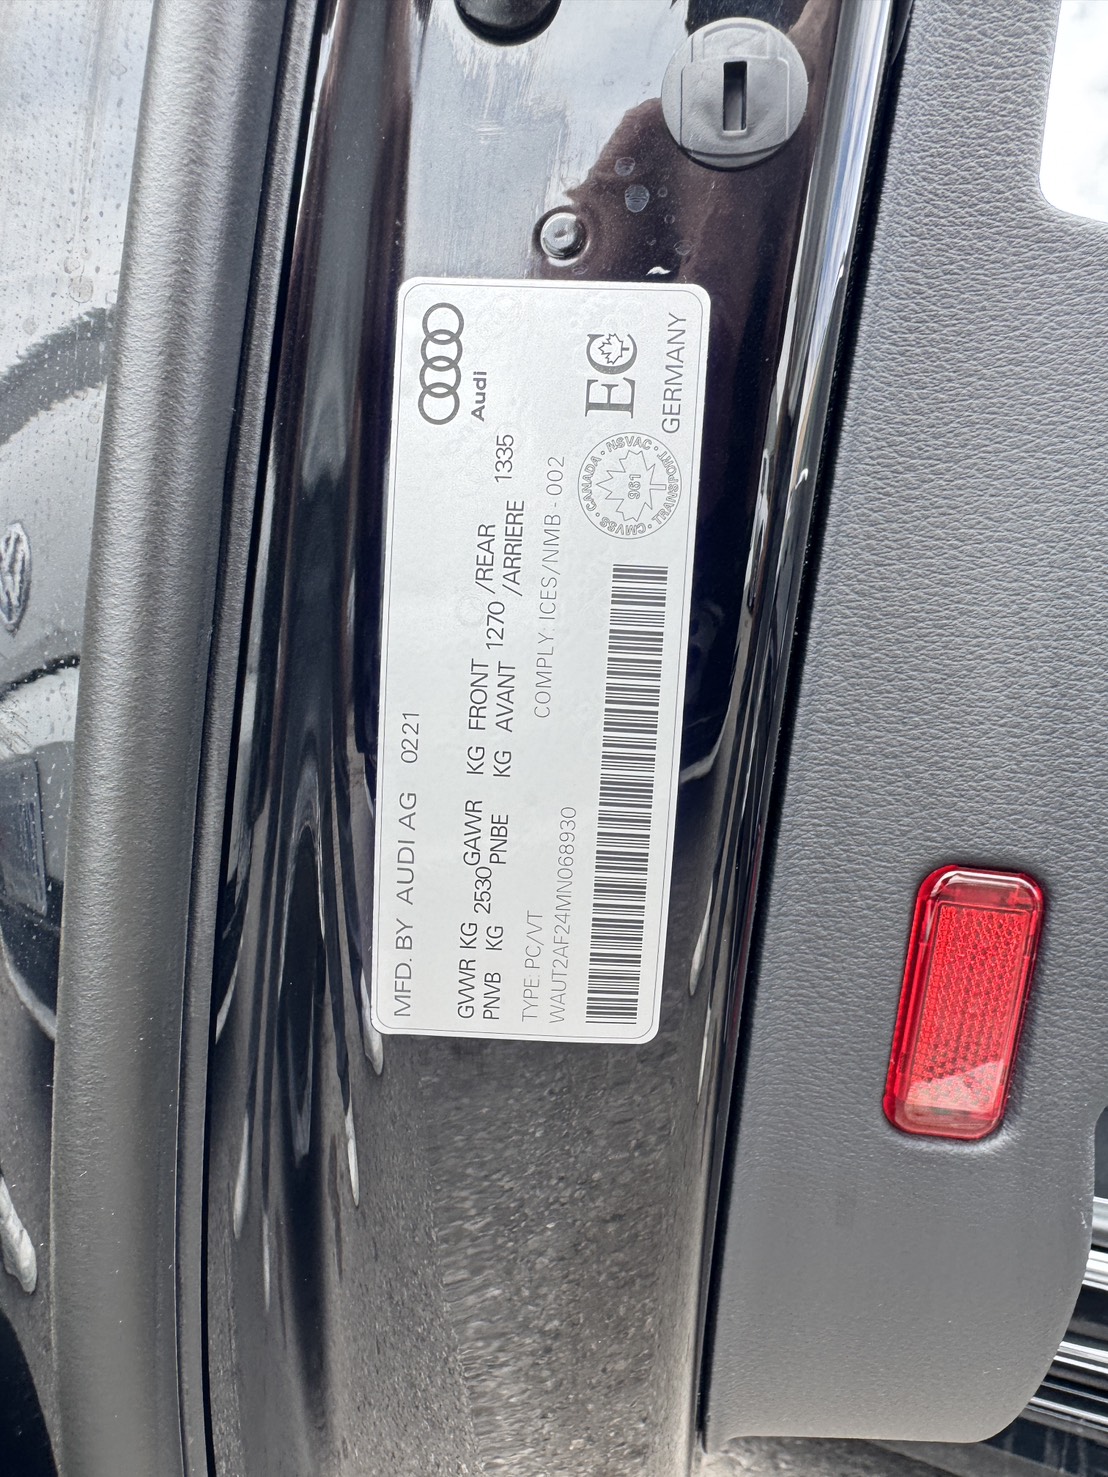 Audi
MFD. BY AUDI AG 0221
GVWR KG 2530 GAWR KG FRONT 1270 /REAR 1335
PNVB KG PNBE KG AVANT /ARRIERE
TYPE: PC/VT COMPLY: ICES/NMB - 002
WAUT2AF24MN068930
CMVSS · CANADA · NSVAC · TRANSPORT
961
EC
T
GERMANY